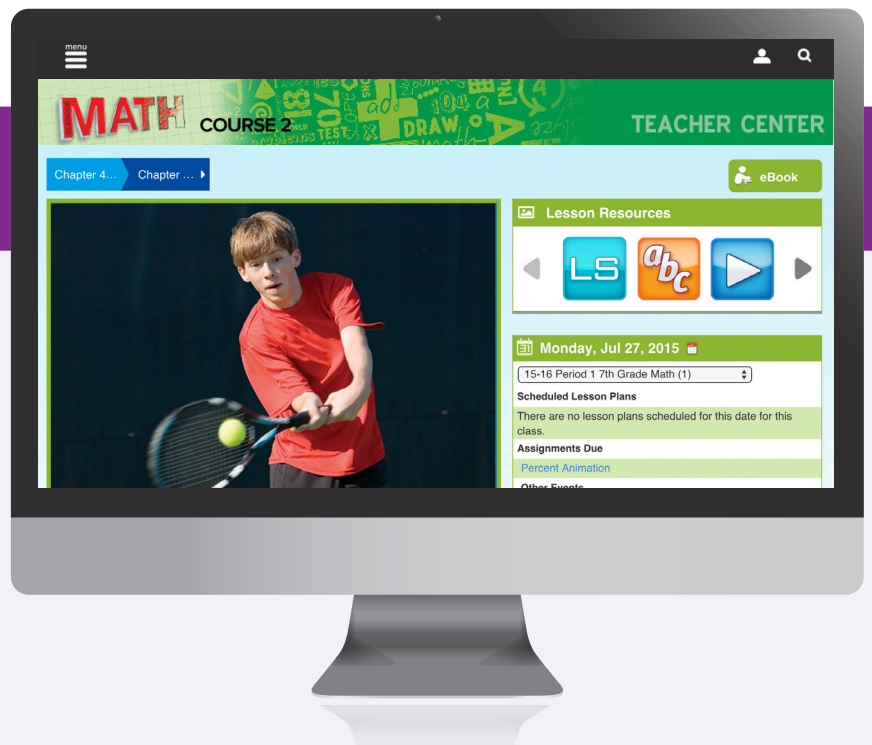 menu
MATH COURSE 2
TEACHER CENTER
Chapter 4... Chapter ...
eBook
Lesson Resources
LS
abc
31 Monday, Jul 27, 2015
15-16 Period 1 7th Grade Math (1)
Scheduled Lesson Plans
There are no lesson plans scheduled for this date for this
class.
Assignments Due
Percent Animation
Other Events